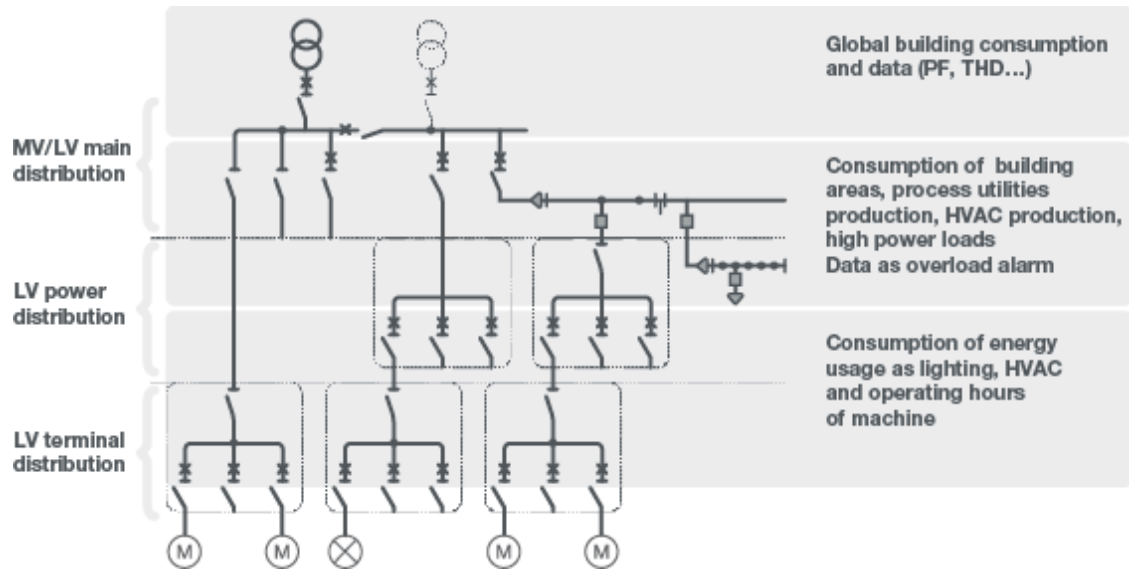 Global building consumption
and data (PF, THD...)
MV/LV main
distribution
Consumption of building
areas, process utilities
production, HVAC production,
high power loads
Data as overload alarm
LV power
distribution
Consumption of energy
usage as lighting, HVAC
and operating hours
of machine
LV terminal
distribution
M
M
M
M